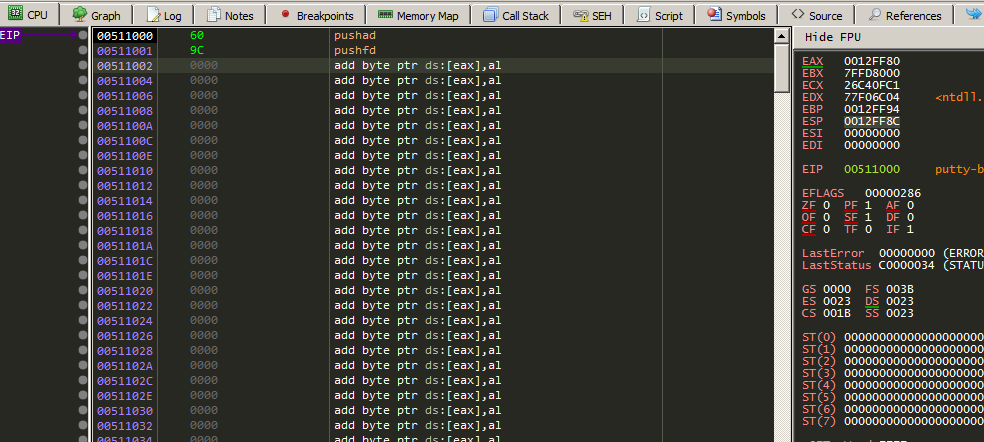 CPU Graph Log Notes Breakpoints Memory Map Call Stack SEH Script Symbols Source References
EIP 00511000 60 pushad
00511001 9C pushfd
00511002 0000 add byte ptr ds:[eax],al
00511004 0000 add byte ptr ds:[eax],al
00511006 0000 add byte ptr ds:[eax],al
00511008 0000 add byte ptr ds:[eax],al
0051100A 0000 add byte ptr ds:[eax],al
0051100C 0000 add byte ptr ds:[eax],al
0051100E 0000 add byte ptr ds:[eax],al
00511010 0000 add byte ptr ds:[eax],al
00511012 0000 add byte ptr ds:[eax],al
00511014 0000 add byte ptr ds:[eax],al
00511016 0000 add byte ptr ds:[eax],al
00511018 0000 add byte ptr ds:[eax],al
0051101A 0000 add byte ptr ds:[eax],al
0051101C 0000 add byte ptr ds:[eax],al
0051101E 0000 add byte ptr ds:[eax],al
00511020 0000 add byte ptr ds:[eax],al
00511022 0000 add byte ptr ds:[eax],al
00511024 0000 add byte ptr ds:[eax],al
00511026 0000 add byte ptr ds:[eax],al
00511028 0000 add byte ptr ds:[eax],al
0051102A 0000 add byte ptr ds:[eax],al
0051102C 0000 add byte ptr ds:[eax],al
0051102E 0000 add byte ptr ds:[eax],al
00511030 0000 add byte ptr ds:[eax],al
00511032 0000 add byte ptr ds:[eax],al
00511034 0000 add byte ptr ds:[eax],al
Hide FPU
EAX 0012FF80
EBX 7FFD8000
ECX 26C40FC1
EDX 77F06C04 <ntdll.
EBP 0012FF94
ESP 0012FF8C
ESI 00000000
EDI 00000000
EIP 00511000 putty-b
EFLAGS 00000286
ZF 0 PF 1 AF 0
OF 0 SF 1 DF 0
CF 0 TF 0 IF 1
LastError 00000000 (ERROR
LastStatus C0000034 (STATU
GS 0000 FS 003B
ES 0023 DS 0023
CS 001B SS 0023
ST(0) 00000000000000000000
ST(1) 00000000000000000000
ST(2) 00000000000000000000
ST(3) 00000000000000000000
ST(4) 00000000000000000000
ST(5) 00000000000000000000
ST(6) 00000000000000000000
ST(7) 00000000000000000000